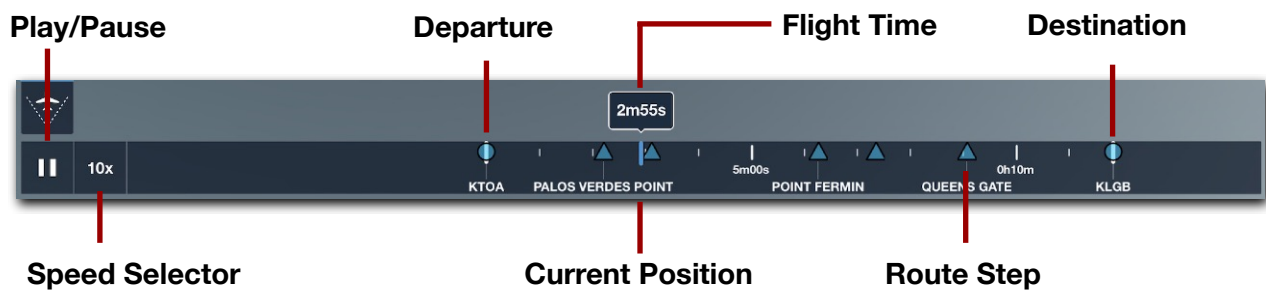 Play/Pause
Departure
Flight Time
Destination
2m55s
10x
5m00s
0h10m
KTOA
PALOS VERDES POINT
POINT FERMIN
QUEENS GATE
KLGB
Speed Selector
Current Position
Route Step